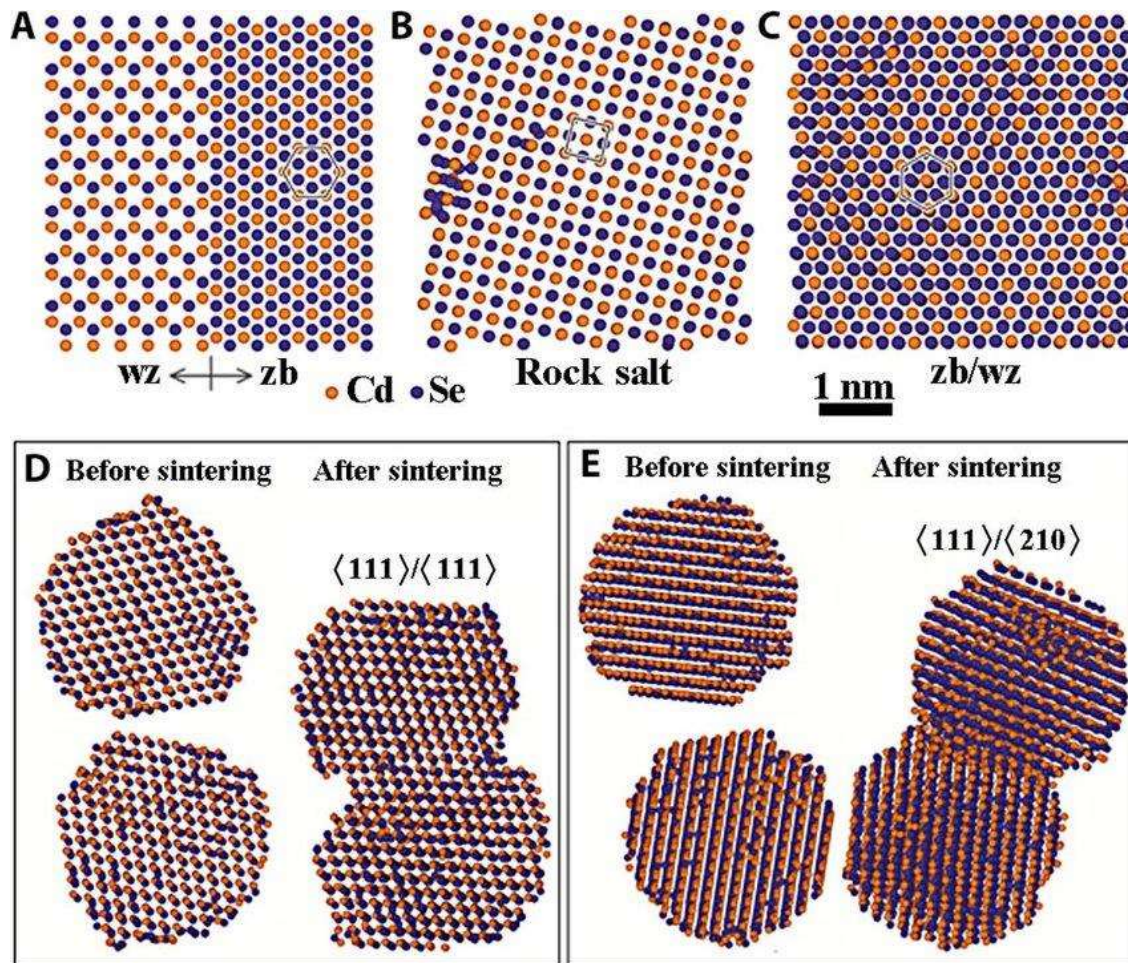 A
B
C
wz zb
Cd Se
Rock salt
zb/wz
1 nm
D Before sintering After sintering
⟨111⟩/⟨111⟩
E Before sintering After sintering
⟨111⟩/⟨210⟩